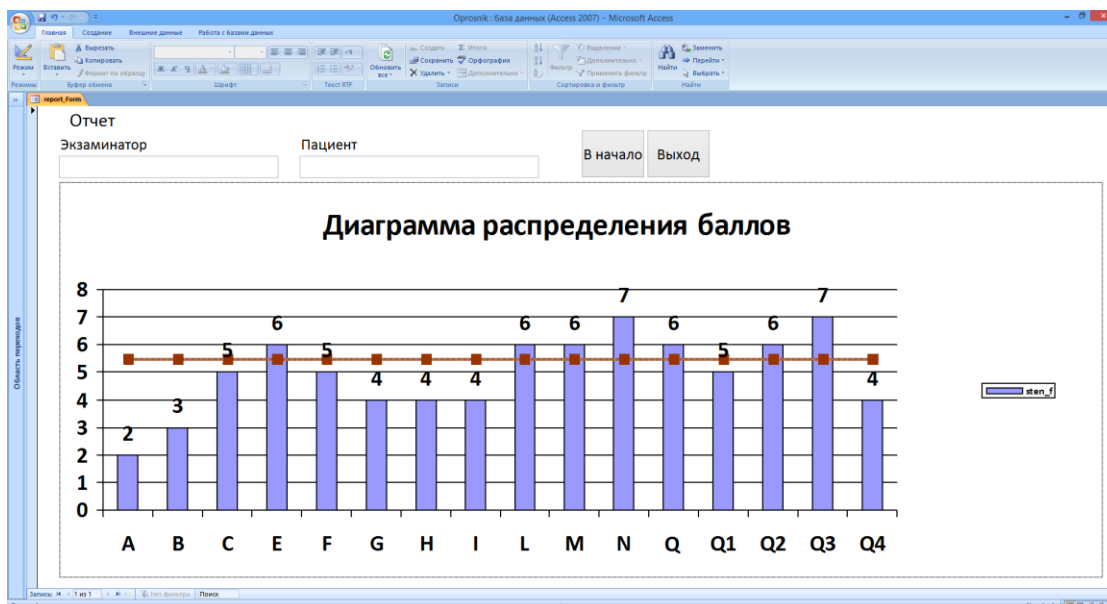 Oprosnik : база данных (Access 2007) - Microsoft Access
Главная Создание Внешние данные Работа с базами данных
Режим
Режимы
Вставить
Вырезать
Копировать
Формат по образцу
Буфер обмена
Ж К Ч
Шрифт
Текст RTF
Обновить все
Создать
Сохранить
Удалить
Итоги
Орфография
Дополнительно
Записи
Фильтр
Выделение
Дополнительно
Применить фильтр
Сортировка и фильтр
Найти
Заменить
Перейти
Выбрать
Найти
report_Form
Область переходов
Отчет
Экзаминатор Пациент
В начало Выход
Диаграмма распределения баллов
8
7
6
5
4
3
2
1
0
2 3 5 6 5 4 4 4 6 6 7 6 5 6 7 4
A B C E F G H I L M N Q Q1 Q2 Q3 Q4
sten_f
Записи: 1 из 1 Нет фильтра Поиск